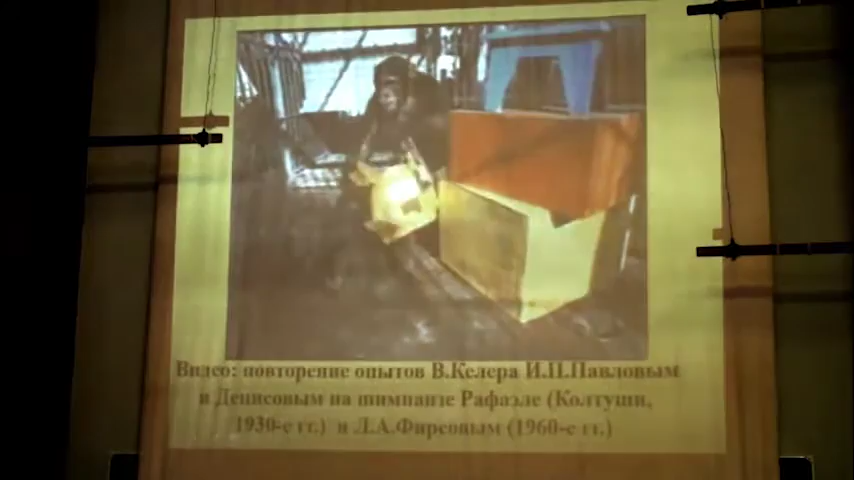 Видео: повторение опытов В.Келера И.П.Павловым
и Денисовым на шимпанзе Рафаэле (Колтуши,
1930-е гг.) и Л.А.Фирсовым (1960-е гг.)